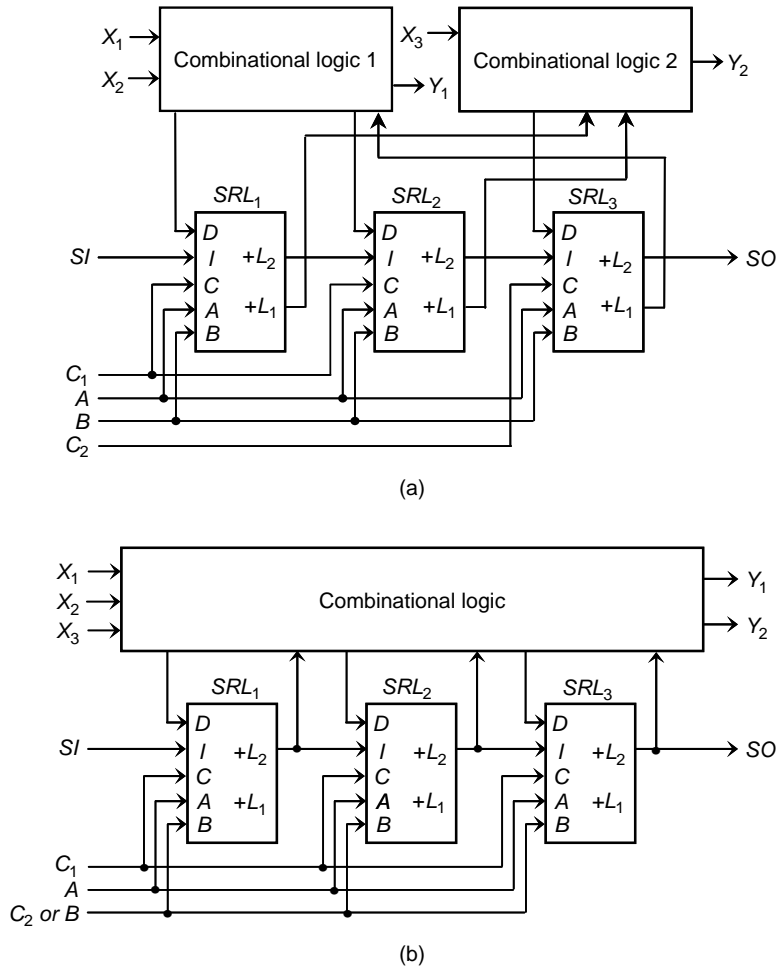 X1
X2
Combinational logic 1
Y1
X3
Combinational logic 2
Y2
SRL1
SRL2
SRL3
SI
D
I
C
A
B
+L2
+L1
D
I
C
A
B
+L2
+L1
D
I
C
A
B
+L2
+L1
SO
C1
A
B
C2
(a)
X1
X2
X3
Combinational logic
Y1
Y2
SRL1
SRL2
SRL3
SI
D
I
C
A
B
+L2
+L1
D
I
C
A
B
+L2
+L1
D
I
C
A
B
+L2
+L1
SO
C1
A
C2 or B
(b)